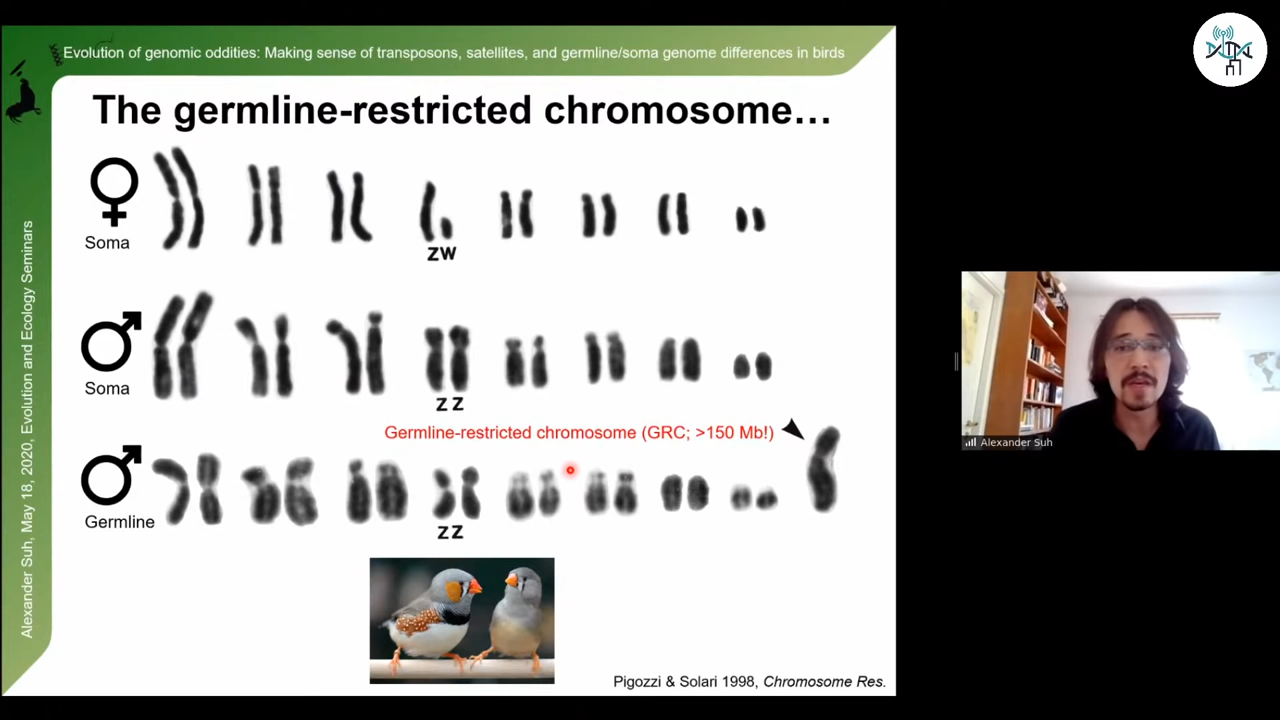 Evolution of genomic oddities: Making sense of transposons, satellites, and germline/soma genome differences in birds
The germline-restricted chromosome…
Soma
ZW
Soma
ZZ
Germline-restricted chromosome (GRC; >150 Mb!)
Germline
ZZ
Pigozzi & Solari 1998, Chromosome Res.
Alexander Suh, May 18, 2020, Evolution and Ecology Seminars
Alexander Suh